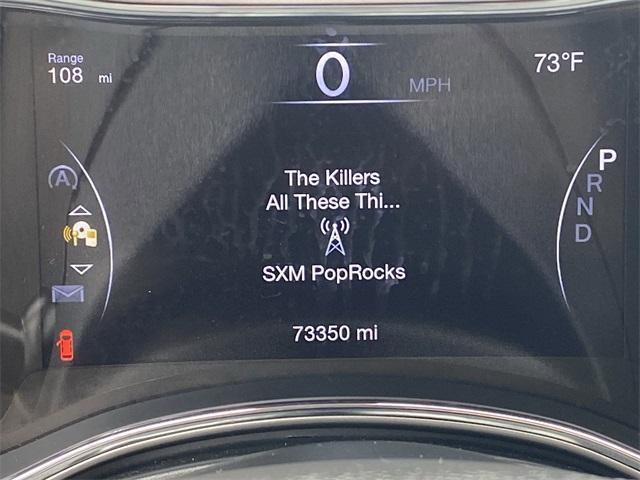 Range
108 mi
0 MPH
73°F
A
The Killers
All These Thi...
SXM PopRocks
73350 mi
P
R
N
D